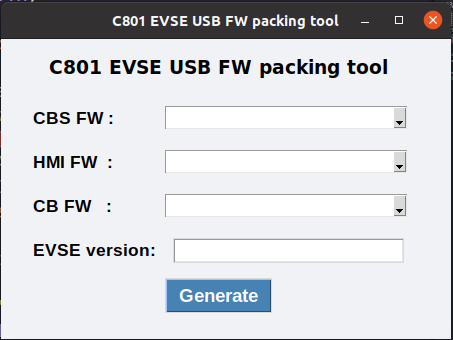 C801 EVSE USB FW packing tool
C801 EVSE USB FW packing tool
CBS FW :
HMI FW :
CB FW :
EVSE version:
Generate